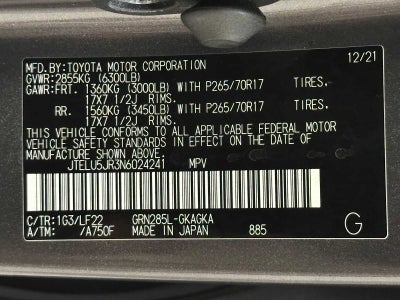 MFD.BY:TOYOTA MOTOR CORPORATION 12/21
GVWR:2855KG (6300LB)
GAWR:FRT. 1360KG (3000LB) WITH P265/70R17 TIRES.
17X7 1/2J RIMS.
RR. 1560KG (3450LB) WITH P265/70R17 TIRES.
17X7 1/2J RIMS.
THIS VEHICLE CONFORMS TO ALL APPLICABLE FEDERAL MOTOR
VEHICLE SAFETY STANDARDS IN EFFECT ON THE DATE OF
MANUFACTURE SHOWN ABOVE.
JTELU5JR3N6024241 MPV
C/TR:1G3/LF22 GRN285L-GKAGKA
A/TM: /A750F MADE IN JAPAN 885 G